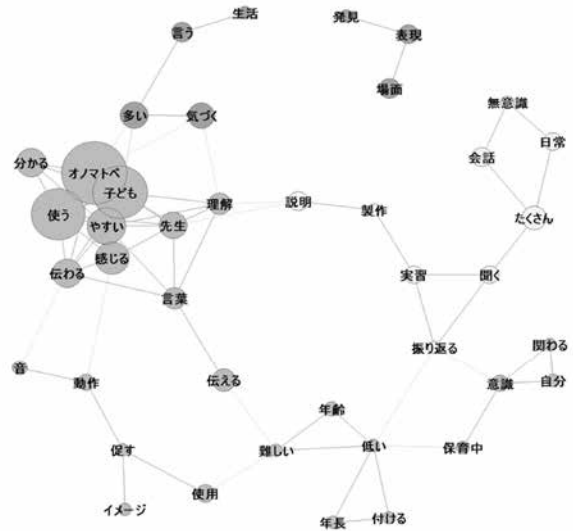 生活
発見
言う
表現
場面
無意識
多い
気づく
日常
会話
分かる
オノマトペ
子ども
理解
説明
製作
たくさん
使う
やすい
先生
感じる
伝わる
実習
聞く
言葉
振り返る
関わる
音
動作
伝える
意識
自分
年齢
促す
難しい
低い
保育中
使用
イメージ
年長
付ける